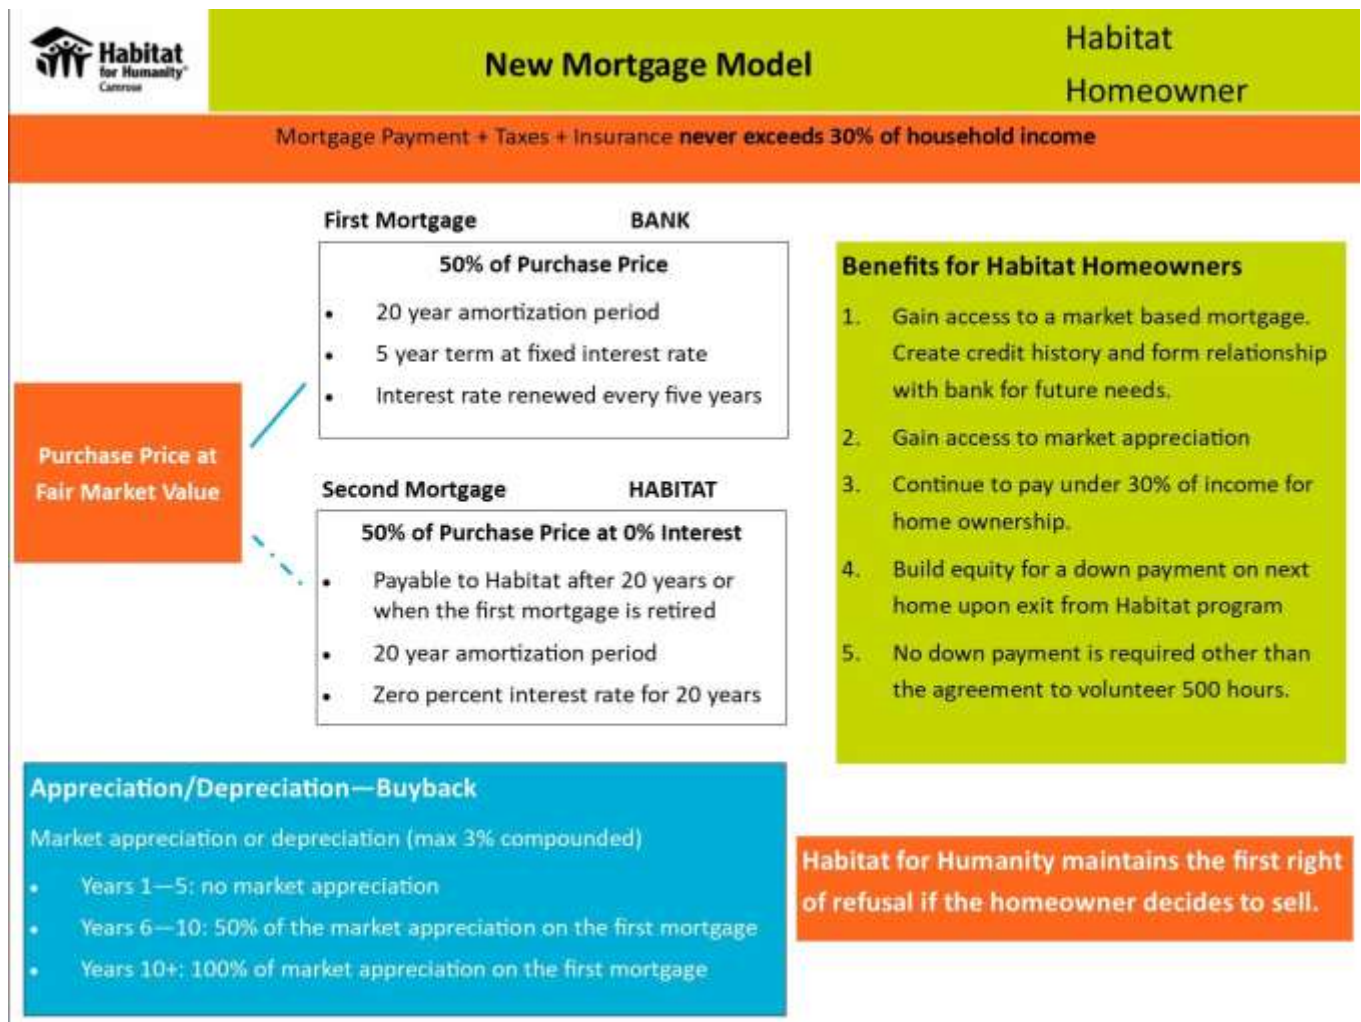 Habitat
for Humanity®
Camrose
New Mortgage Model
Habitat
Homeowner
Mortgage Payment + Taxes + Insurance never exceeds 30% of household income
First Mortgage BANK
50% of Purchase Price
• 20 year amortization period
• 5 year term at fixed interest rate
• Interest rate renewed every five years
Purchase Price at
Fair Market Value
Second Mortgage HABITAT
50% of Purchase Price at 0% Interest
• Payable to Habitat after 20 years or
when the first mortgage is retired
• 20 year amortization period
• Zero percent interest rate for 20 years
Benefits for Habitat Homeowners
1. Gain access to a market based mortgage.
Create credit history and form relationship
with bank for future needs.
2. Gain access to market appreciation
3. Continue to pay under 30% of income for
home ownership.
4. Build equity for a down payment on next
home upon exit from Habitat program
5. No down payment is required other than
the agreement to volunteer 500 hours.
Appreciation/Depreciation—Buyback
Market appreciation or depreciation (max 3% compounded)
• Years 1—5: no market appreciation
• Years 6—10: 50% of the market appreciation on the first mortgage
• Years 10+: 100% of market appreciation on the first mortgage
Habitat for Humanity maintains the first right
of refusal if the homeowner decides to sell.